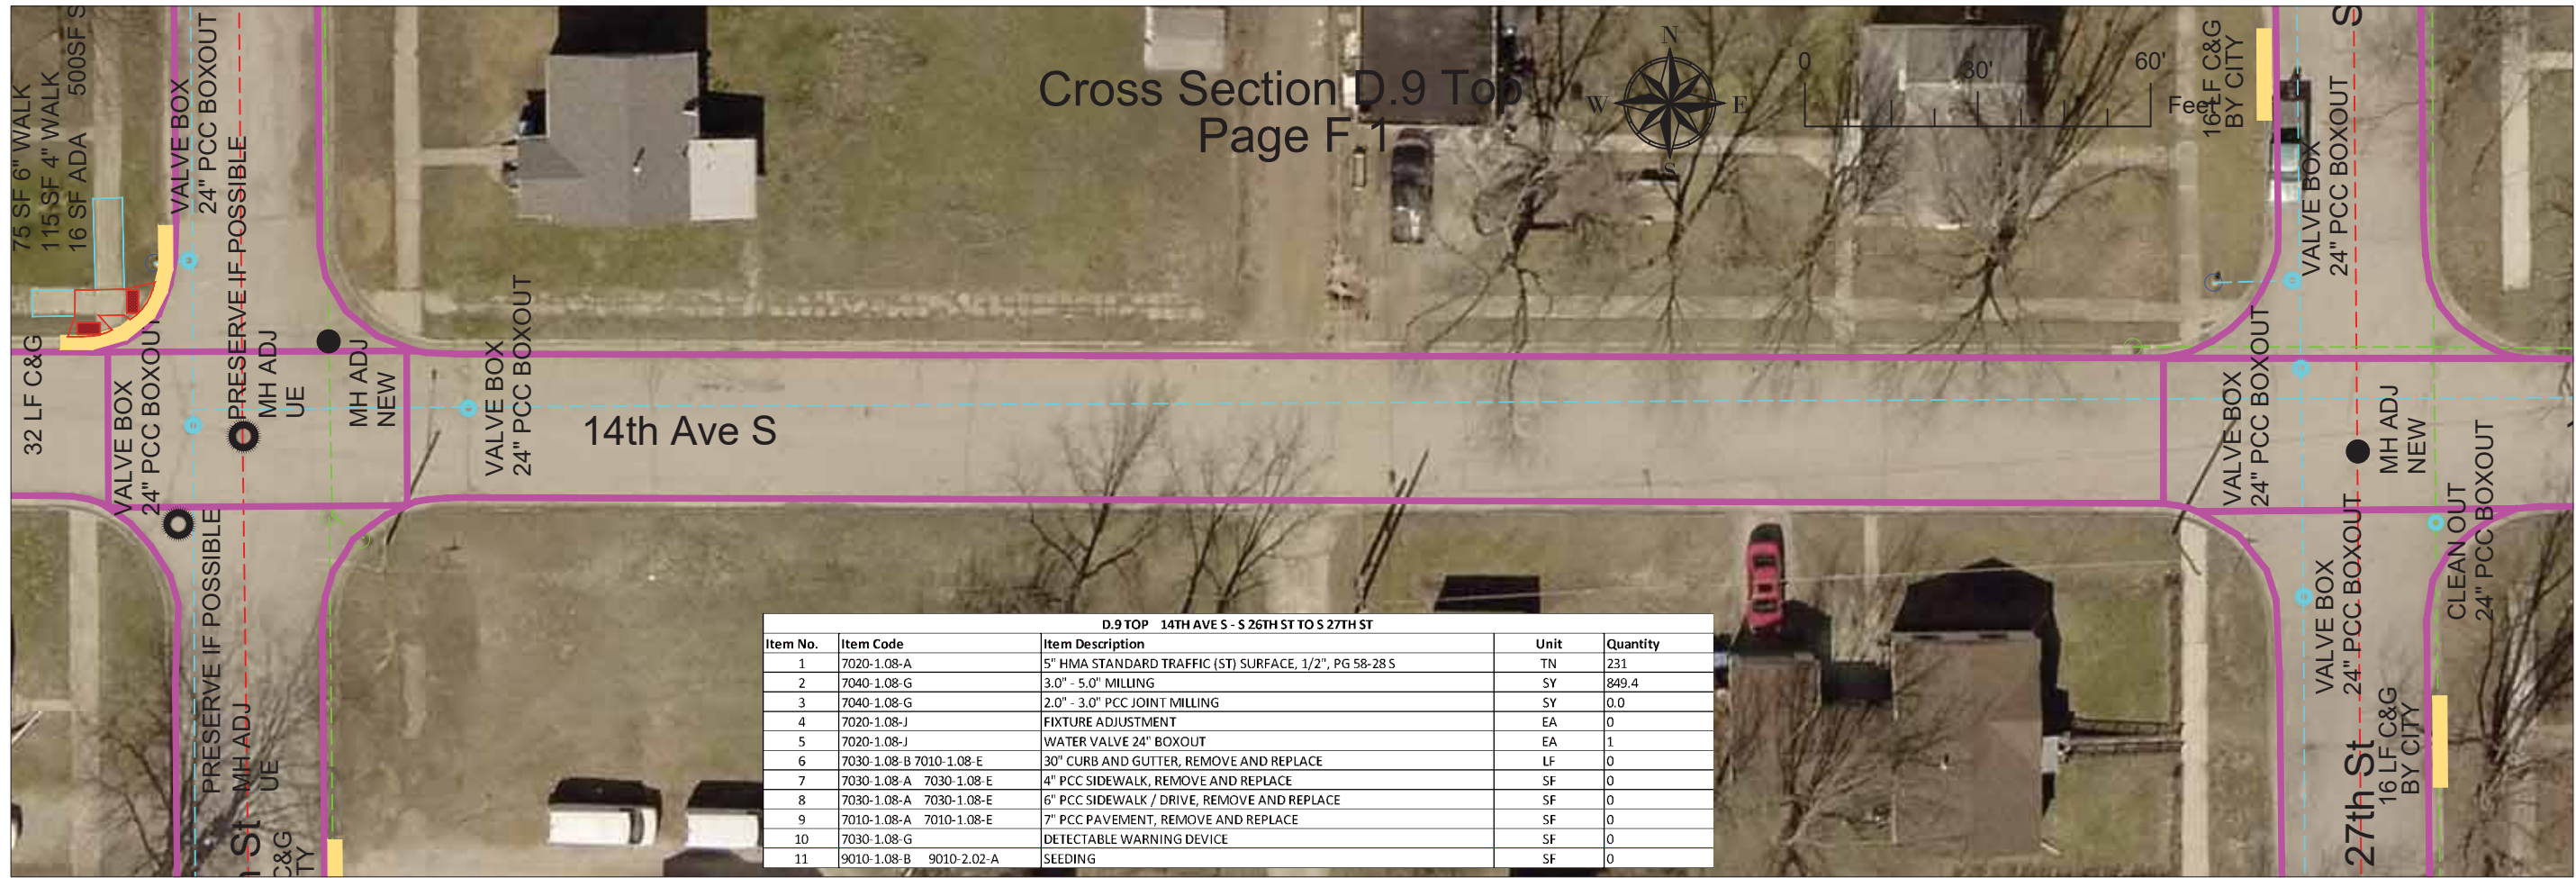 75 SF 6" WALK
115 SF 4" WALK
16 SF ADA 500SF S
VALVE BOX
24" PCC BOXOUT
PRESERVE IF POSSIBLE
MH ADJ
UE
32 LF C&G
VALVE BOX
24" PCC BOXOUT
MH ADJ
NEW
VALVE BOX
24" PCC BOXOUT
14th Ave S
Cross Section D.9 Top
Page F.1
N
W E
S
0 30' 60'
Feet
16 LF C&G
BY CITY
VALVE BOX
24" PCC BOXOUT
S
VALVE BOX
24" PCC BOXOUT
MH ADJ
NEW
CLEAN OUT
24" PCC BOXOUT
VALVE BOX
24" PCC BOXOUT
27th St
16 LF C&G
BY CITY
PRESERVE IF POSSIBLE
MH ADJ
UE
St
C&G
TY
D.9 TOP 14TH AVE S - S 26TH ST TO S 27TH ST
Item No. Item Code Item Description Unit Quantity
1 7020-1.08-A 5" HMA STANDARD TRAFFIC (ST) SURFACE, 1/2", PG 58-28 S TN 231
2 7040-1.08-G 3.0" - 5.0" MILLING SY 849.4
3 7040-1.08-G 2.0" - 3.0" PCC JOINT MILLING SY 0.0
4 7020-1.08-J FIXTURE ADJUSTMENT EA 0
5 7020-1.08-J WATER VALVE 24" BOXOUT EA 1
6 7030-1.08-B 7010-1.08-E 30" CURB AND GUTTER, REMOVE AND REPLACE LF 0
7 7030-1.08-A 7030-1.08-E 4" PCC SIDEWALK, REMOVE AND REPLACE SF 0
8 7030-1.08-A 7030-1.08-E 6" PCC SIDEWALK / DRIVE, REMOVE AND REPLACE SF 0
9 7010-1.08-A 7010-1.08-E 7" PCC PAVEMENT, REMOVE AND REPLACE SF 0
10 7030-1.08-G DETECTABLE WARNING DEVICE SF 0
11 9010-1.08-B 9010-2.02-A SEEDING SF 0